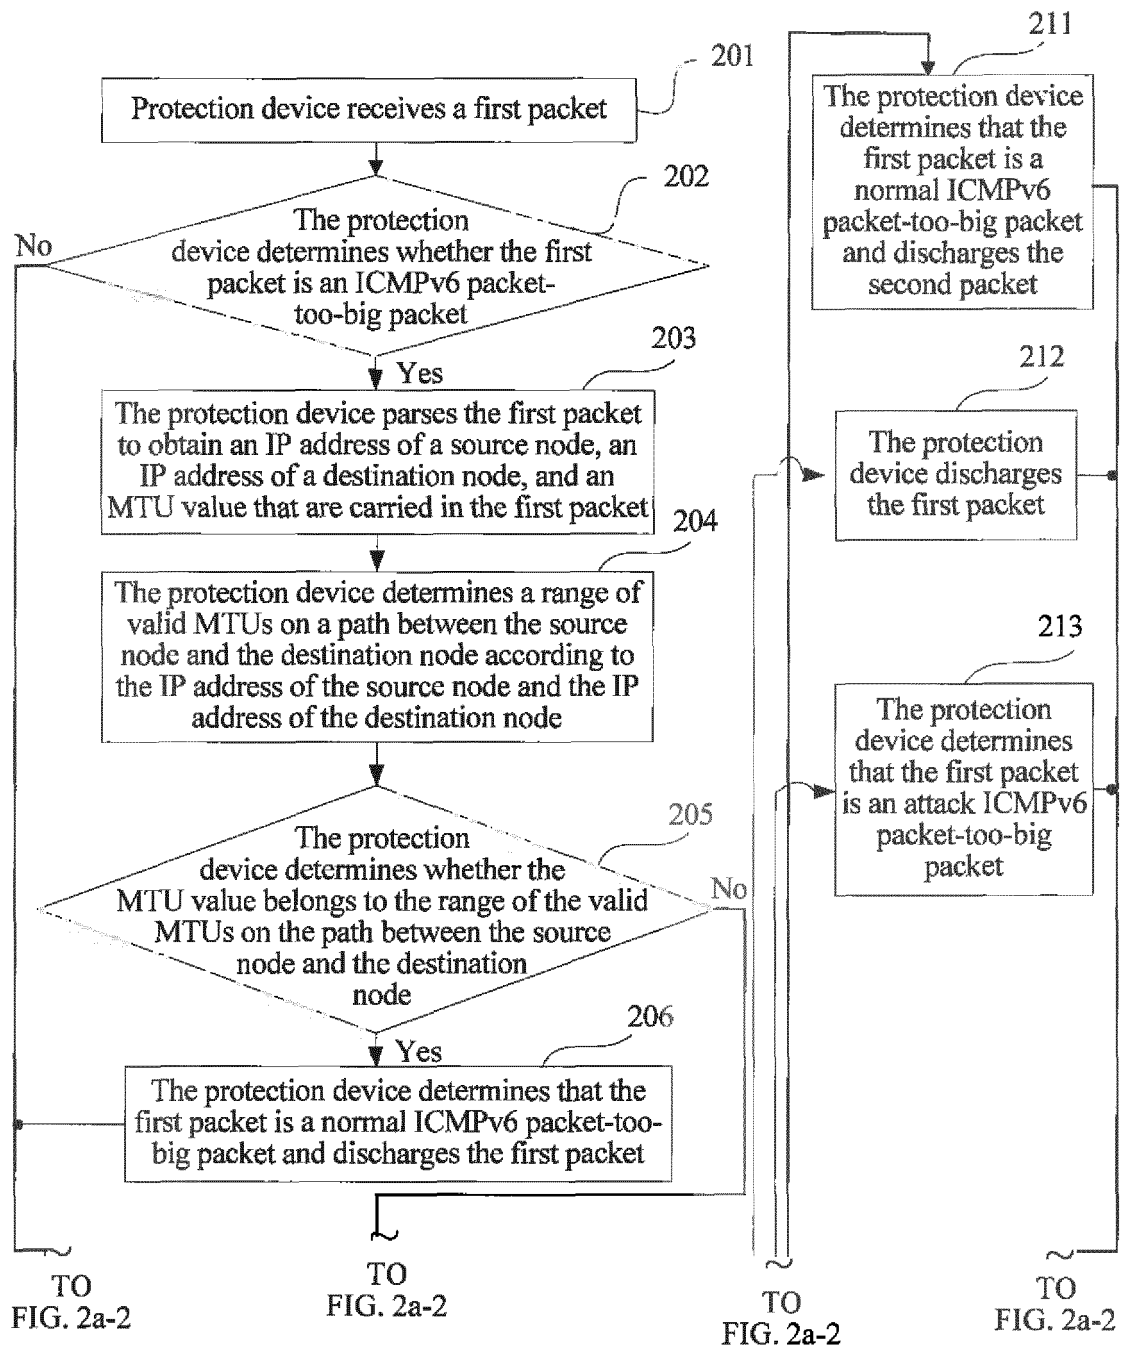 201
Protection device receives a first packet
202
The protection
device determines whether the first
packet is an ICMPv6 packet-
too-big packet
No
Yes
203
The protection device parses the first packet
to obtain an IP address of a source node, an
IP address of a destination node, and an
MTU value that are carried in the first packet
204
The protection device determines a range of
valid MTUs on a path between the source
node and the destination node according to
the IP address of the source node and the IP
address of the destination node
205
The protection
device determines whether the
MTU value belongs to the range of the valid
MTUs on the path between the source
node and the destination
node
No
Yes
206
The protection device determines that the
first packet is a normal ICMPv6 packet-too-
big packet and discharges the first packet
TO
FIG. 2a-2
TO
FIG. 2a-2
211
The protection device
determines that the
first packet is a
normal ICMPv6
packet-too-big packet
and discharges the
second packet
212
The protection
device discharges
the first packet
213
The protection
device determines
that the first packet
is an attack ICMPv6
packet-too-big
packet
TO
FIG. 2a-2
TO
FIG. 2a-2